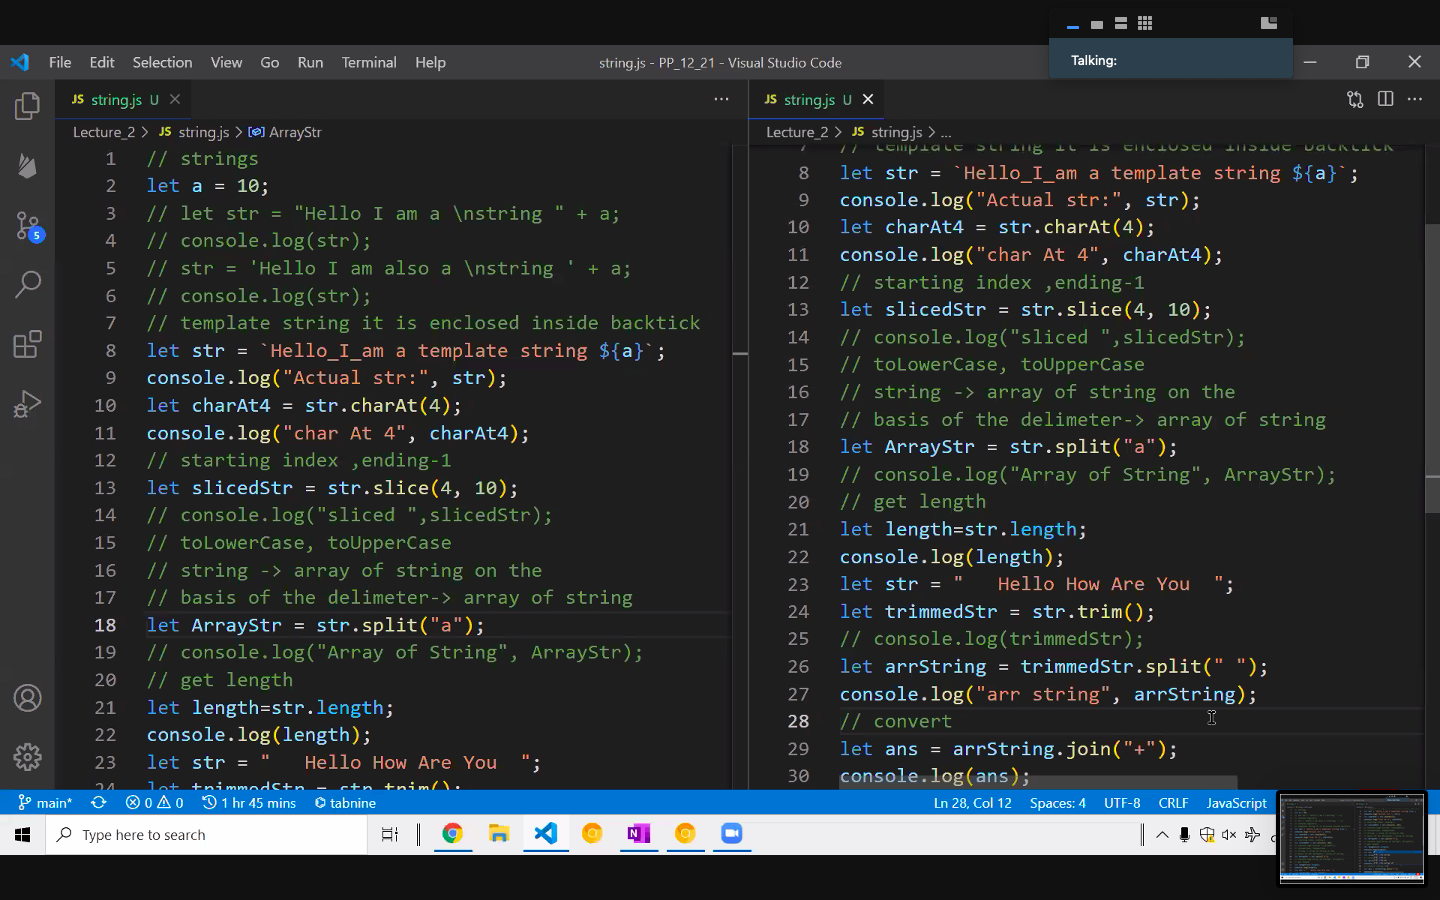 Talking:
File Edit Selection View Go Run Terminal Help
string.js - PP_12_21 - Visual Studio Code
JS string.js U
Lecture_2 > JS string.js > ArrayStr
1 // strings
2 let a = 10;
3 // let str = "Hello I am a \nstring " + a;
4 // console.log(str);
5 // str = 'Hello I am also a \nstring ' + a;
6 // console.log(str);
7 // template string it is enclosed inside backtick
8 let str = `Hello_I_am a template string ${a}`;
9 console.log("Actual str:", str);
10 let charAt4 = str.charAt(4);
11 console.log("char At 4", charAt4);
12 // starting index ,ending-1
13 let slicedStr = str.slice(4, 10);
14 // console.log("sliced ",slicedStr);
15 // toLowerCase, toUpperCase
16 // string -> array of string on the
17 // basis of the delimeter-> array of string
18 let ArrayStr = str.split("a");
19 // console.log("Array of String", ArrayStr);
20 // get length
21 let length=str.length;
22 console.log(length);
23 let str = "   Hello How Are You  ";
24 let trimmedStr = str.trim();
JS string.js U
Lecture_2 > JS string.js > ...
7 // template string it is enclosed inside backtick
8 let str = `Hello_I_am a template string ${a}`;
9 console.log("Actual str:", str);
10 let charAt4 = str.charAt(4);
11 console.log("char At 4", charAt4);
12 // starting index ,ending-1
13 let slicedStr = str.slice(4, 10);
14 // console.log("sliced ",slicedStr);
15 // toLowerCase, toUpperCase
16 // string -> array of string on the
17 // basis of the delimeter-> array of string
18 let ArrayStr = str.split("a");
19 // console.log("Array of String", ArrayStr);
20 // get length
21 let length=str.length;
22 console.log(length);
23 let str = "   Hello How Are You  ";
24 let trimmedStr = str.trim();
25 // console.log(trimmedStr);
26 let arrString = trimmedStr.split(" ");
27 console.log("arr string", arrString);
28 // convert
29 let ans = arrString.join("+");
30 console.log(ans);
5
main* 0 0 1 hr 45 mins tabnine
Ln 28, Col 12 Spaces: 4 UTF-8 CRLF JavaScript
Type here to search